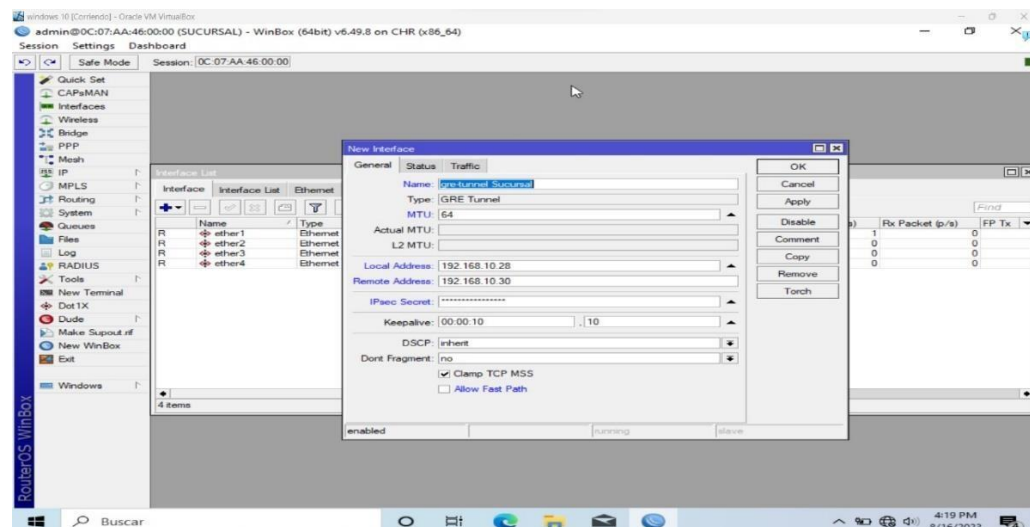 windows 10 [Corriendo] - Oracle VM VirtualBox
admin@0C:07:AA:46:00:00 (SUCURSAL) - WinBox (64bit) v6.49.8 on CHR (x86_64)
Session Settings Dashboard
Safe Mode Session: 0C:07:AA:46:00:00
Quick Set
CAPsMAN
Interfaces
Wireless
Bridge
PPP
Mesh
IP
MPLS
Routing
System
Queues
Files
Log
RADIUS
Tools
New Terminal
Dot1X
Dude
Make Supout.rif
New WinBox
Exit
Windows
RouterOS WinBox
Interface List
Interface Interface List Ethernet
Find
Name Type
Rx Packet (p/s) FP Tx
R ether1 Ethernet 1 0
R ether2 Ethernet 0 0
R ether3 Ethernet 0 0
R ether4 Ethernet 0 0
4 items
New Interface
General Status Traffic
Name: gre-tunnel Sucursal
Type: GRE Tunnel
MTU: 64
Actual MTU:
L2 MTU:
Local Address: 192.168.10.28
Remote Address: 192.168.10.30
IPsec Secret: ****************
Keepalive: 00:00:10 , 10
DSCP: inherit
Dont Fragment: no
Clamp TCP MSS
Allow Fast Path
OK
Cancel
Apply
Disable
Comment
Copy
Remove
Torch
enabled running slave
Buscar
4:19 PM
8/16/2023